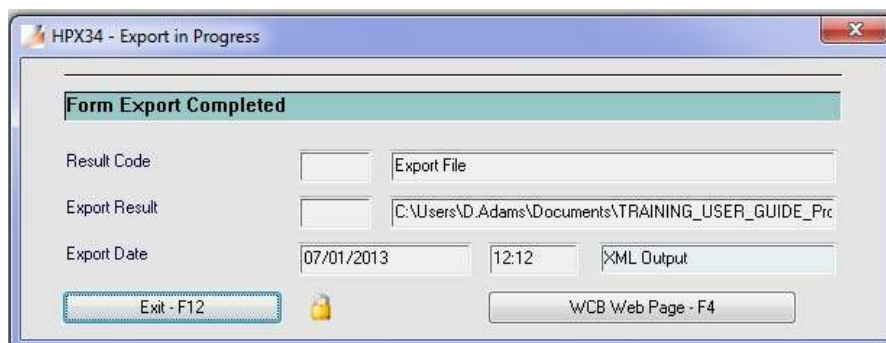 HPX34 - Export in Progress
Form Export Completed
Result Code Export File
Export Result C:\Users\D.Adams\Documents\TRAINING_USER_GUIDE_Prc
Export Date 07/01/2013 12:12 XML Output
Exit - F12 WCB Web Page - F4